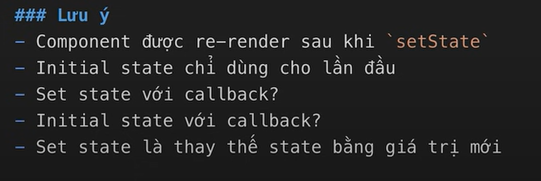 ### Lưu ý
- Component được re-render sau khi `setState`
- Initial state chỉ dùng cho lần đầu
- Set state với callback?
- Initial state với callback?
- Set state là thay thế state bằng giá trị mới